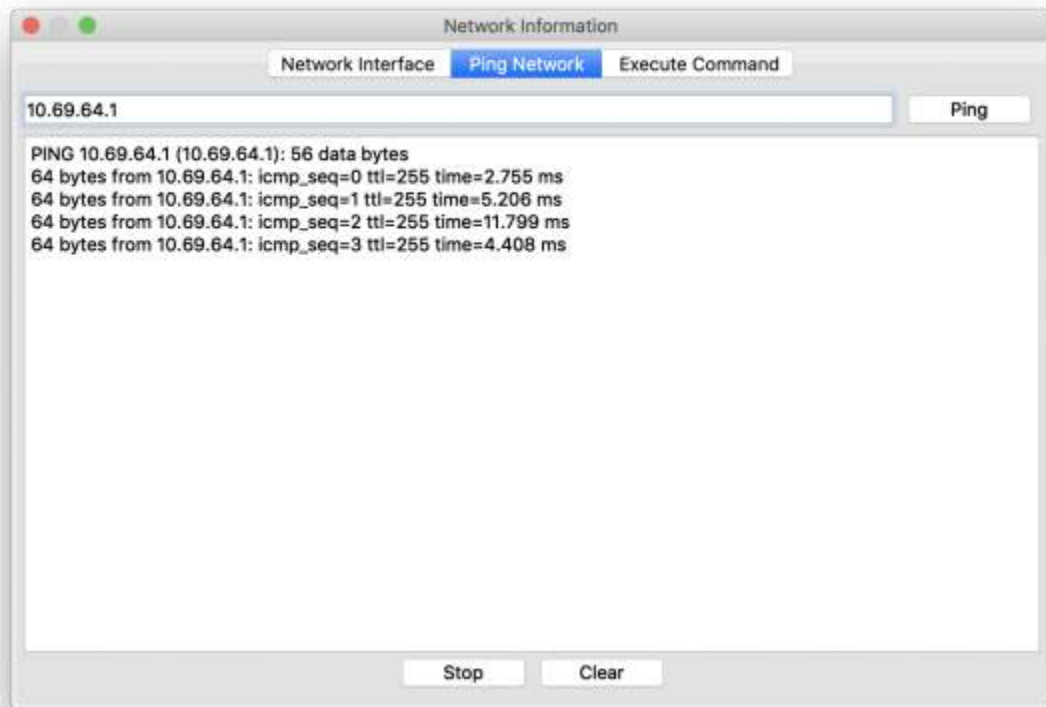 Network Information
Network Interface Ping Network Execute Command
10.69.64.1 Ping
PING 10.69.64.1 (10.69.64.1): 56 data bytes
64 bytes from 10.69.64.1: icmp_seq=0 ttl=255 time=2.755 ms
64 bytes from 10.69.64.1: icmp_seq=1 ttl=255 time=5.206 ms
64 bytes from 10.69.64.1: icmp_seq=2 ttl=255 time=11.799 ms
64 bytes from 10.69.64.1: icmp_seq=3 ttl=255 time=4.408 ms
Stop Clear